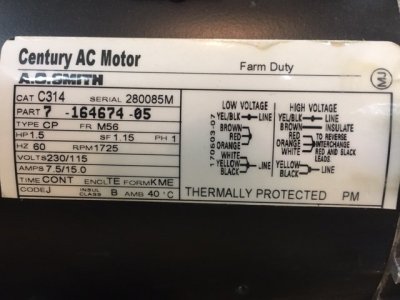 Century AC Motor
Farm Duty
A.O.SMITH
MJ
CAT C314 SERIAL 280085M
PART 7 -164674 -05
TYPE CP FR M56
HP 1.5 SF 1.15 PH 1
HZ 60 RPM 1725
VOLTS 230/115
AMPS 7.5/15.0
TIME CONT ENCL TE FORM KME
CODE J INSUL CLASS B AMB 40 °C
170603-07
LOW VOLTAGE
YEL/BLK LINE
BROWN
RED
ORANGE
WHITE
YELLOW LINE
BLACK
HIGH VOLTAGE
YEL/BLK LINE
BROWN INSULATE
RED TO REVERSE
ORANGE INTERCHANGE
WHITE RED AND BLACK
LEADS
YELLOW LINE
BLACK
THERMALLY PROTECTED PM